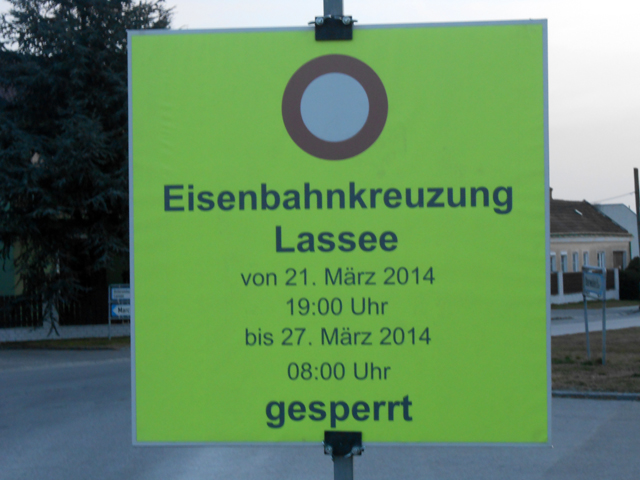 Eisenbahnkreuzung
Lassee
von 21. März 2014
19:00 Uhr
bis 27. März 2014
08:00 Uhr
gesperrt